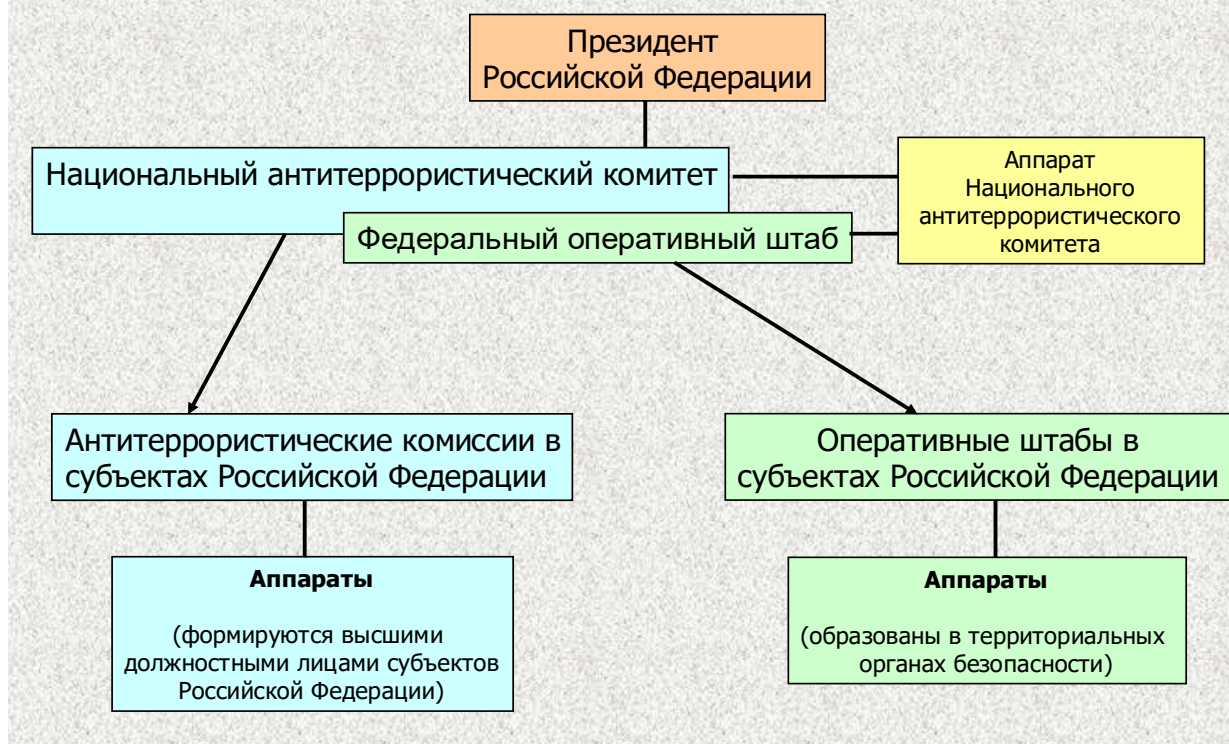 Президент
Российской Федерации
Национальный антитеррористический комитет
Аппарат
Национального
антитеррористического
комитета
Федеральный оперативный штаб
Антитеррористические комиссии в
субъектах Российской Федерации
Оперативные штабы в
субъектах Российской Федерации
Аппараты
(формируются высшими
должностными лицами субъектов
Российской Федерации)
Аппараты
(образованы в территориальных
органах безопасности)